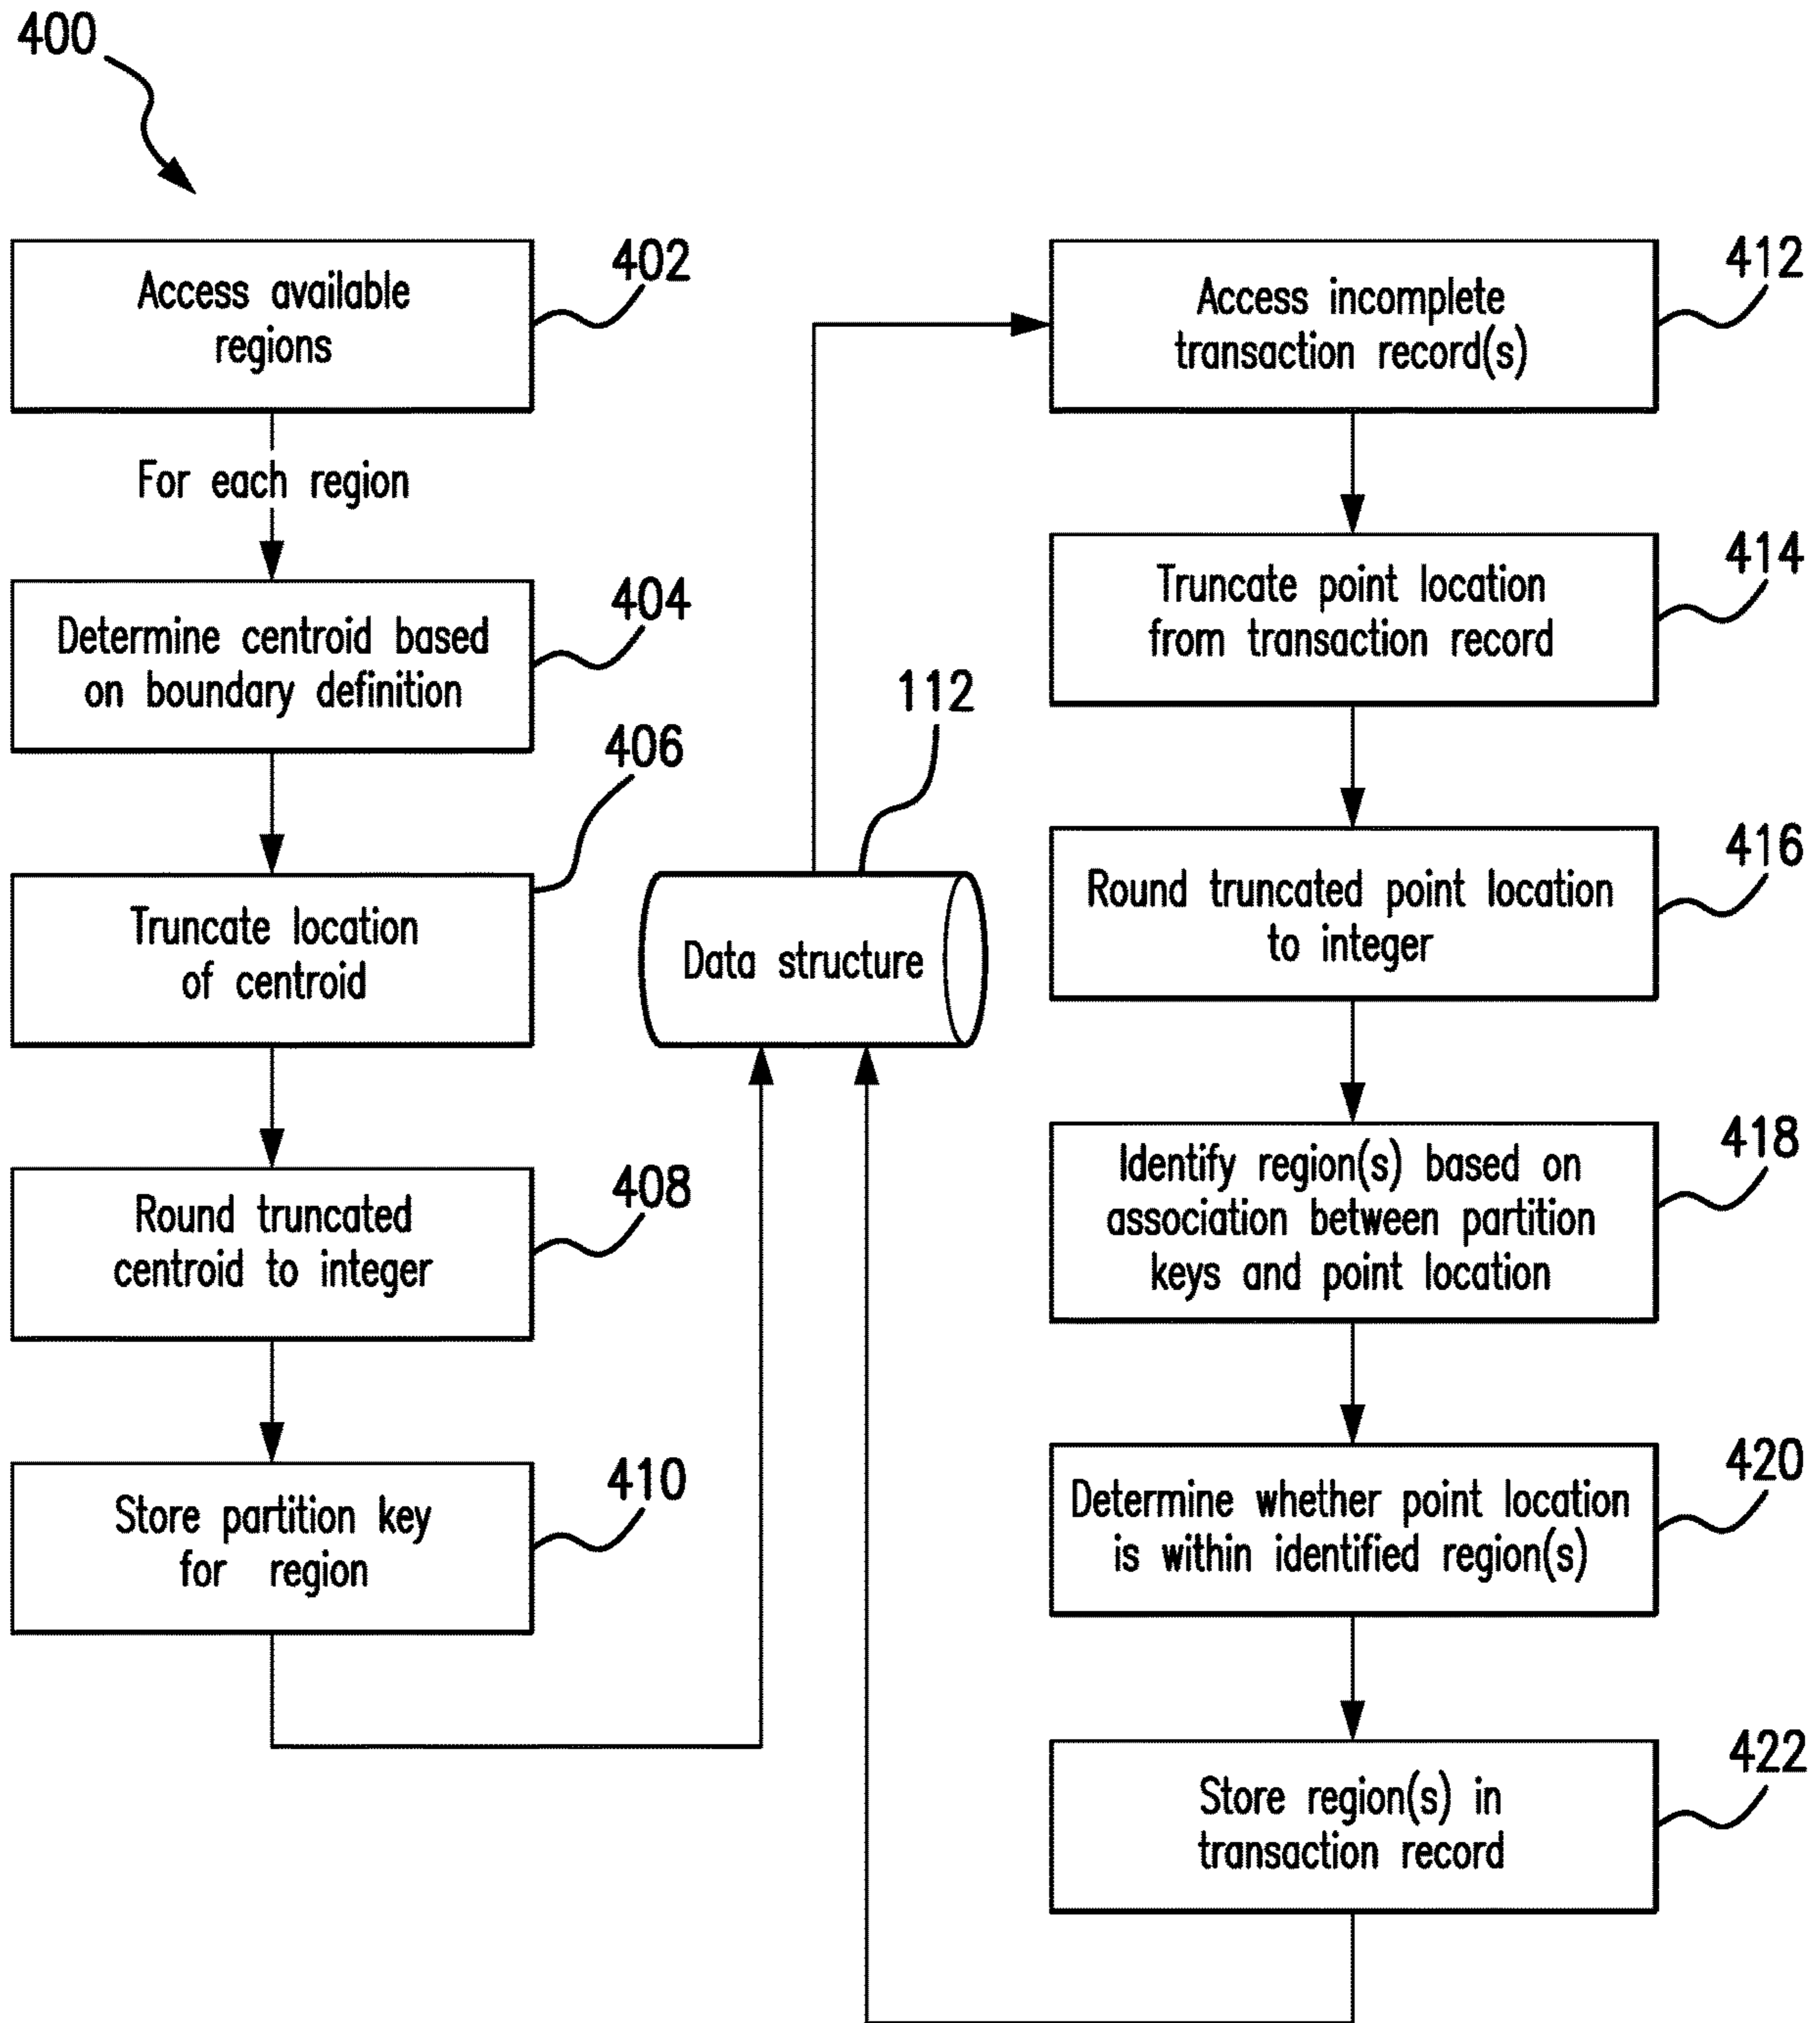 400
Access available
regions
402
For each region
Determine centroid based
on boundary definition
404
Truncate location
of centroid
406
Round truncated
centroid to integer
408
Store partition key
for region
410
Data structure
112
Access incomplete
transaction record(s)
412
Truncate point location
from transaction record
414
Round truncated point location
to integer
416
Identify region(s) based on
association between partition
keys and point location
418
Determine whether point location
is within identified region(s)
420
Store region(s) in
transaction record
422